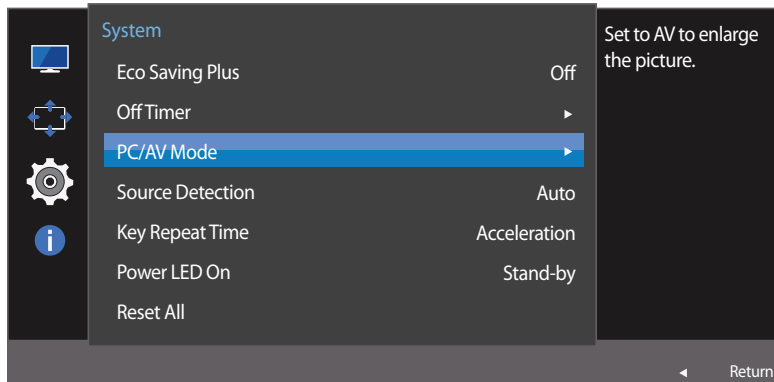 System
Eco Saving Plus Off
Off Timer ▶
PC/AV Mode ▶
Source Detection Auto
Key Repeat Time Acceleration
Power LED On Stand-by
Reset All
Set to AV to enlarge
the picture.
◀ Return